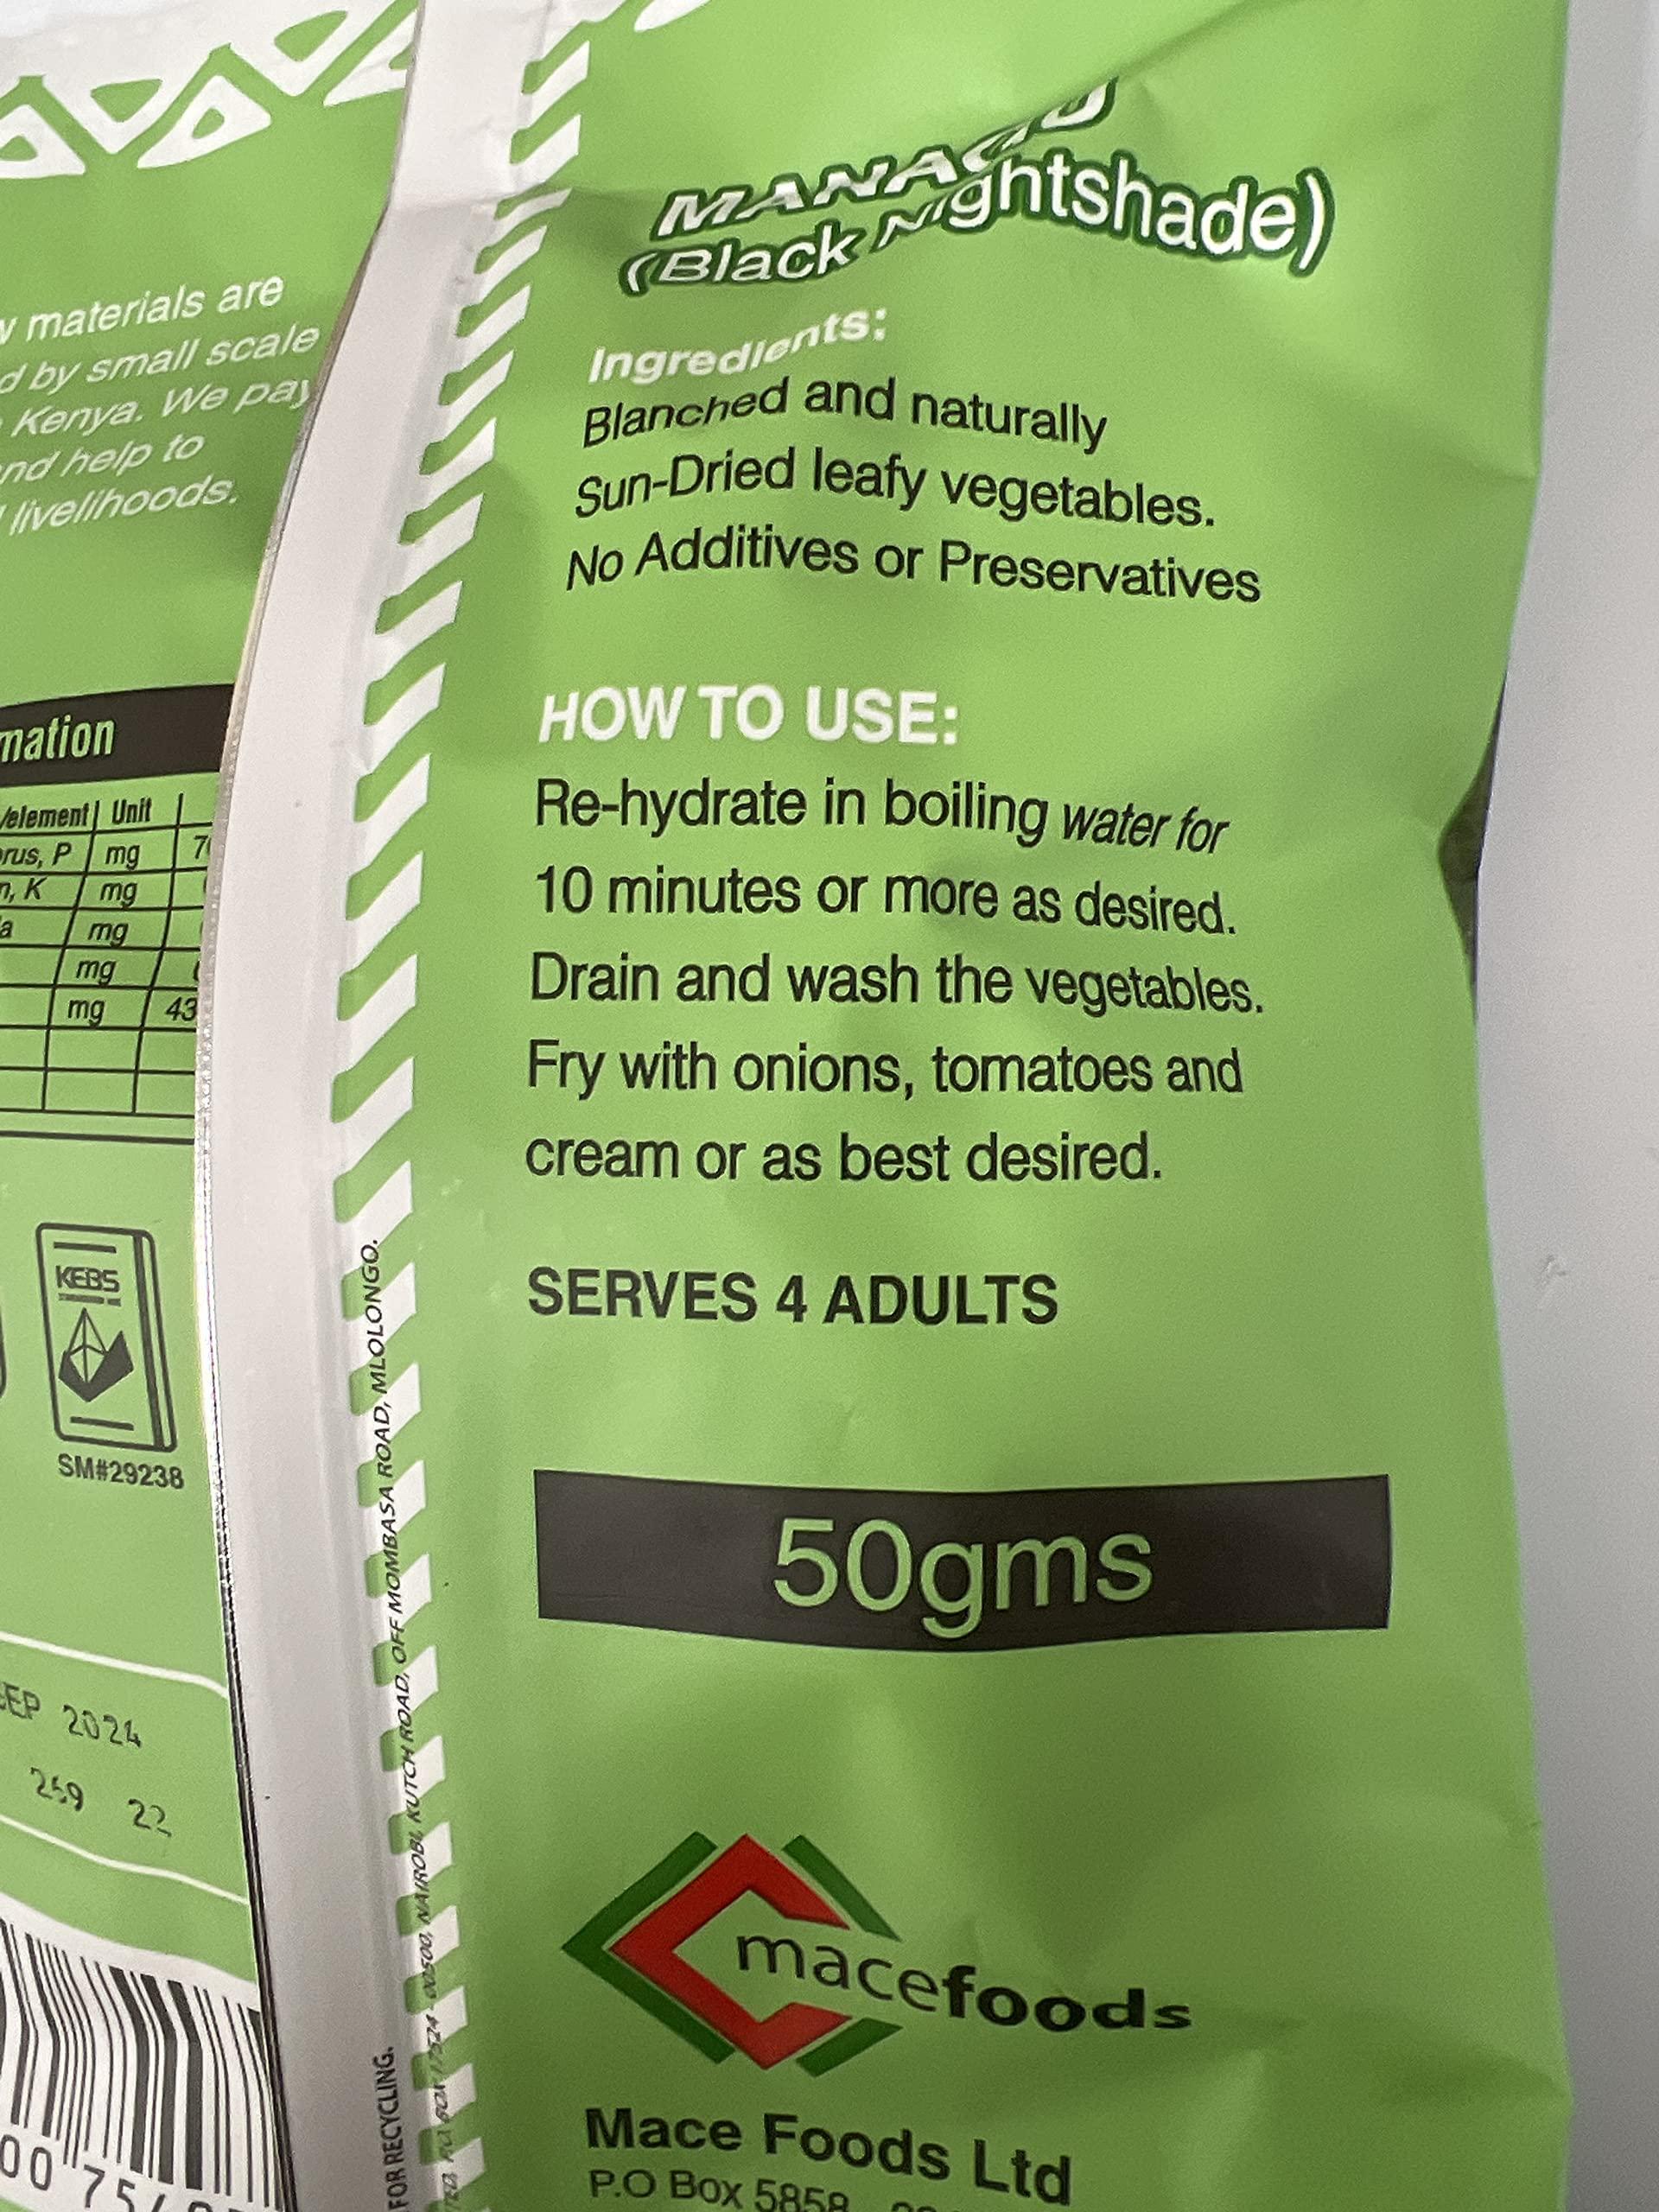 materials are
by small scale
Kenya. We pay
help to
livelihoods.
Unit
P mg
K mg
mg
mg
mg 43
KEBS
SM#29238
2024
22
FOR RECYCLING.
NAIROBI, KUTCH ROAD, OFF MOMBASA ROAD, MLOLONGO.
MANAGU
(Black Nightshade)
Ingredients:
Blanched and naturally
Sun-Dried leafy vegetables.
No Additives or Preservatives
HOW TO USE:
Re-hydrate in boiling water for
10 minutes or more as desired.
Drain and wash the vegetables.
Fry with onions, tomatoes and
cream or as best desired.
SERVES 4 ADULTS
50gms
macefoods
Mace Foods Ltd
P.O Box 5858